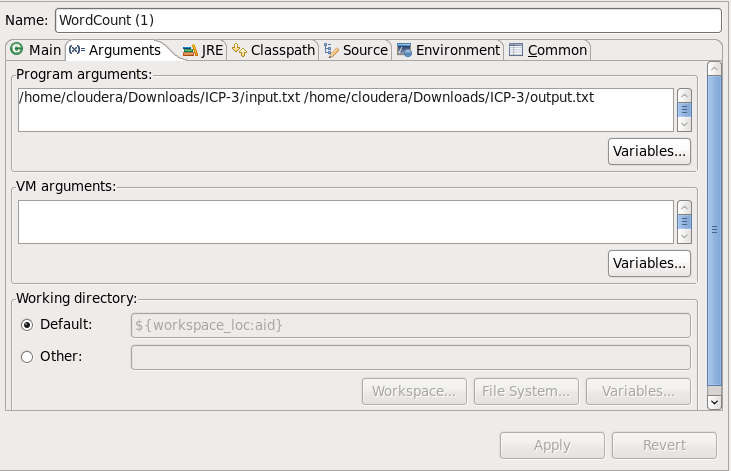 Name: WordCount (1)
Main (x)= Arguments JRE Classpath Source Environment Common
Program arguments:
/home/cloudera/Downloads/ICP-3/input.txt /home/cloudera/Downloads/ICP-3/output.txt
Variables...
VM arguments:
Variables...
Working directory:
Default: ${workspace_loc:aid}
Other:
Workspace... File System... Variables...
Apply Revert